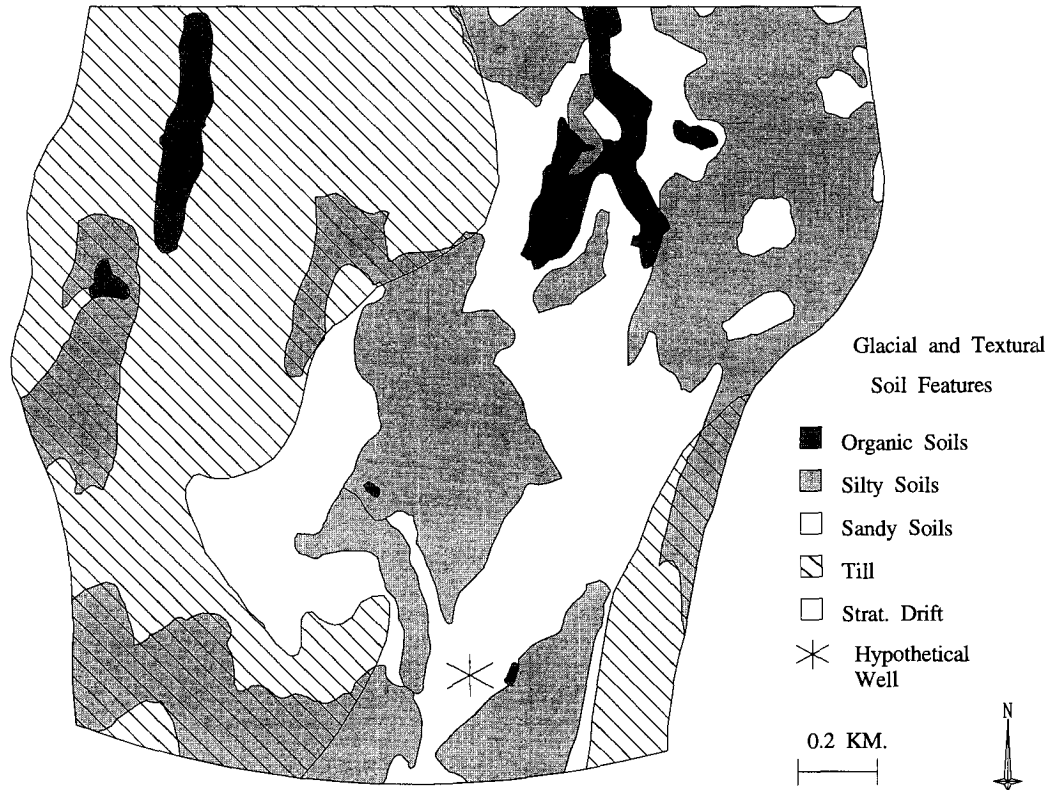 Glacial and Textural
Soil Features
Organic Soils
Silty Soils
Sandy Soils
Till
Strat. Drift
Hypothetical
Well
0.2 KM.
N